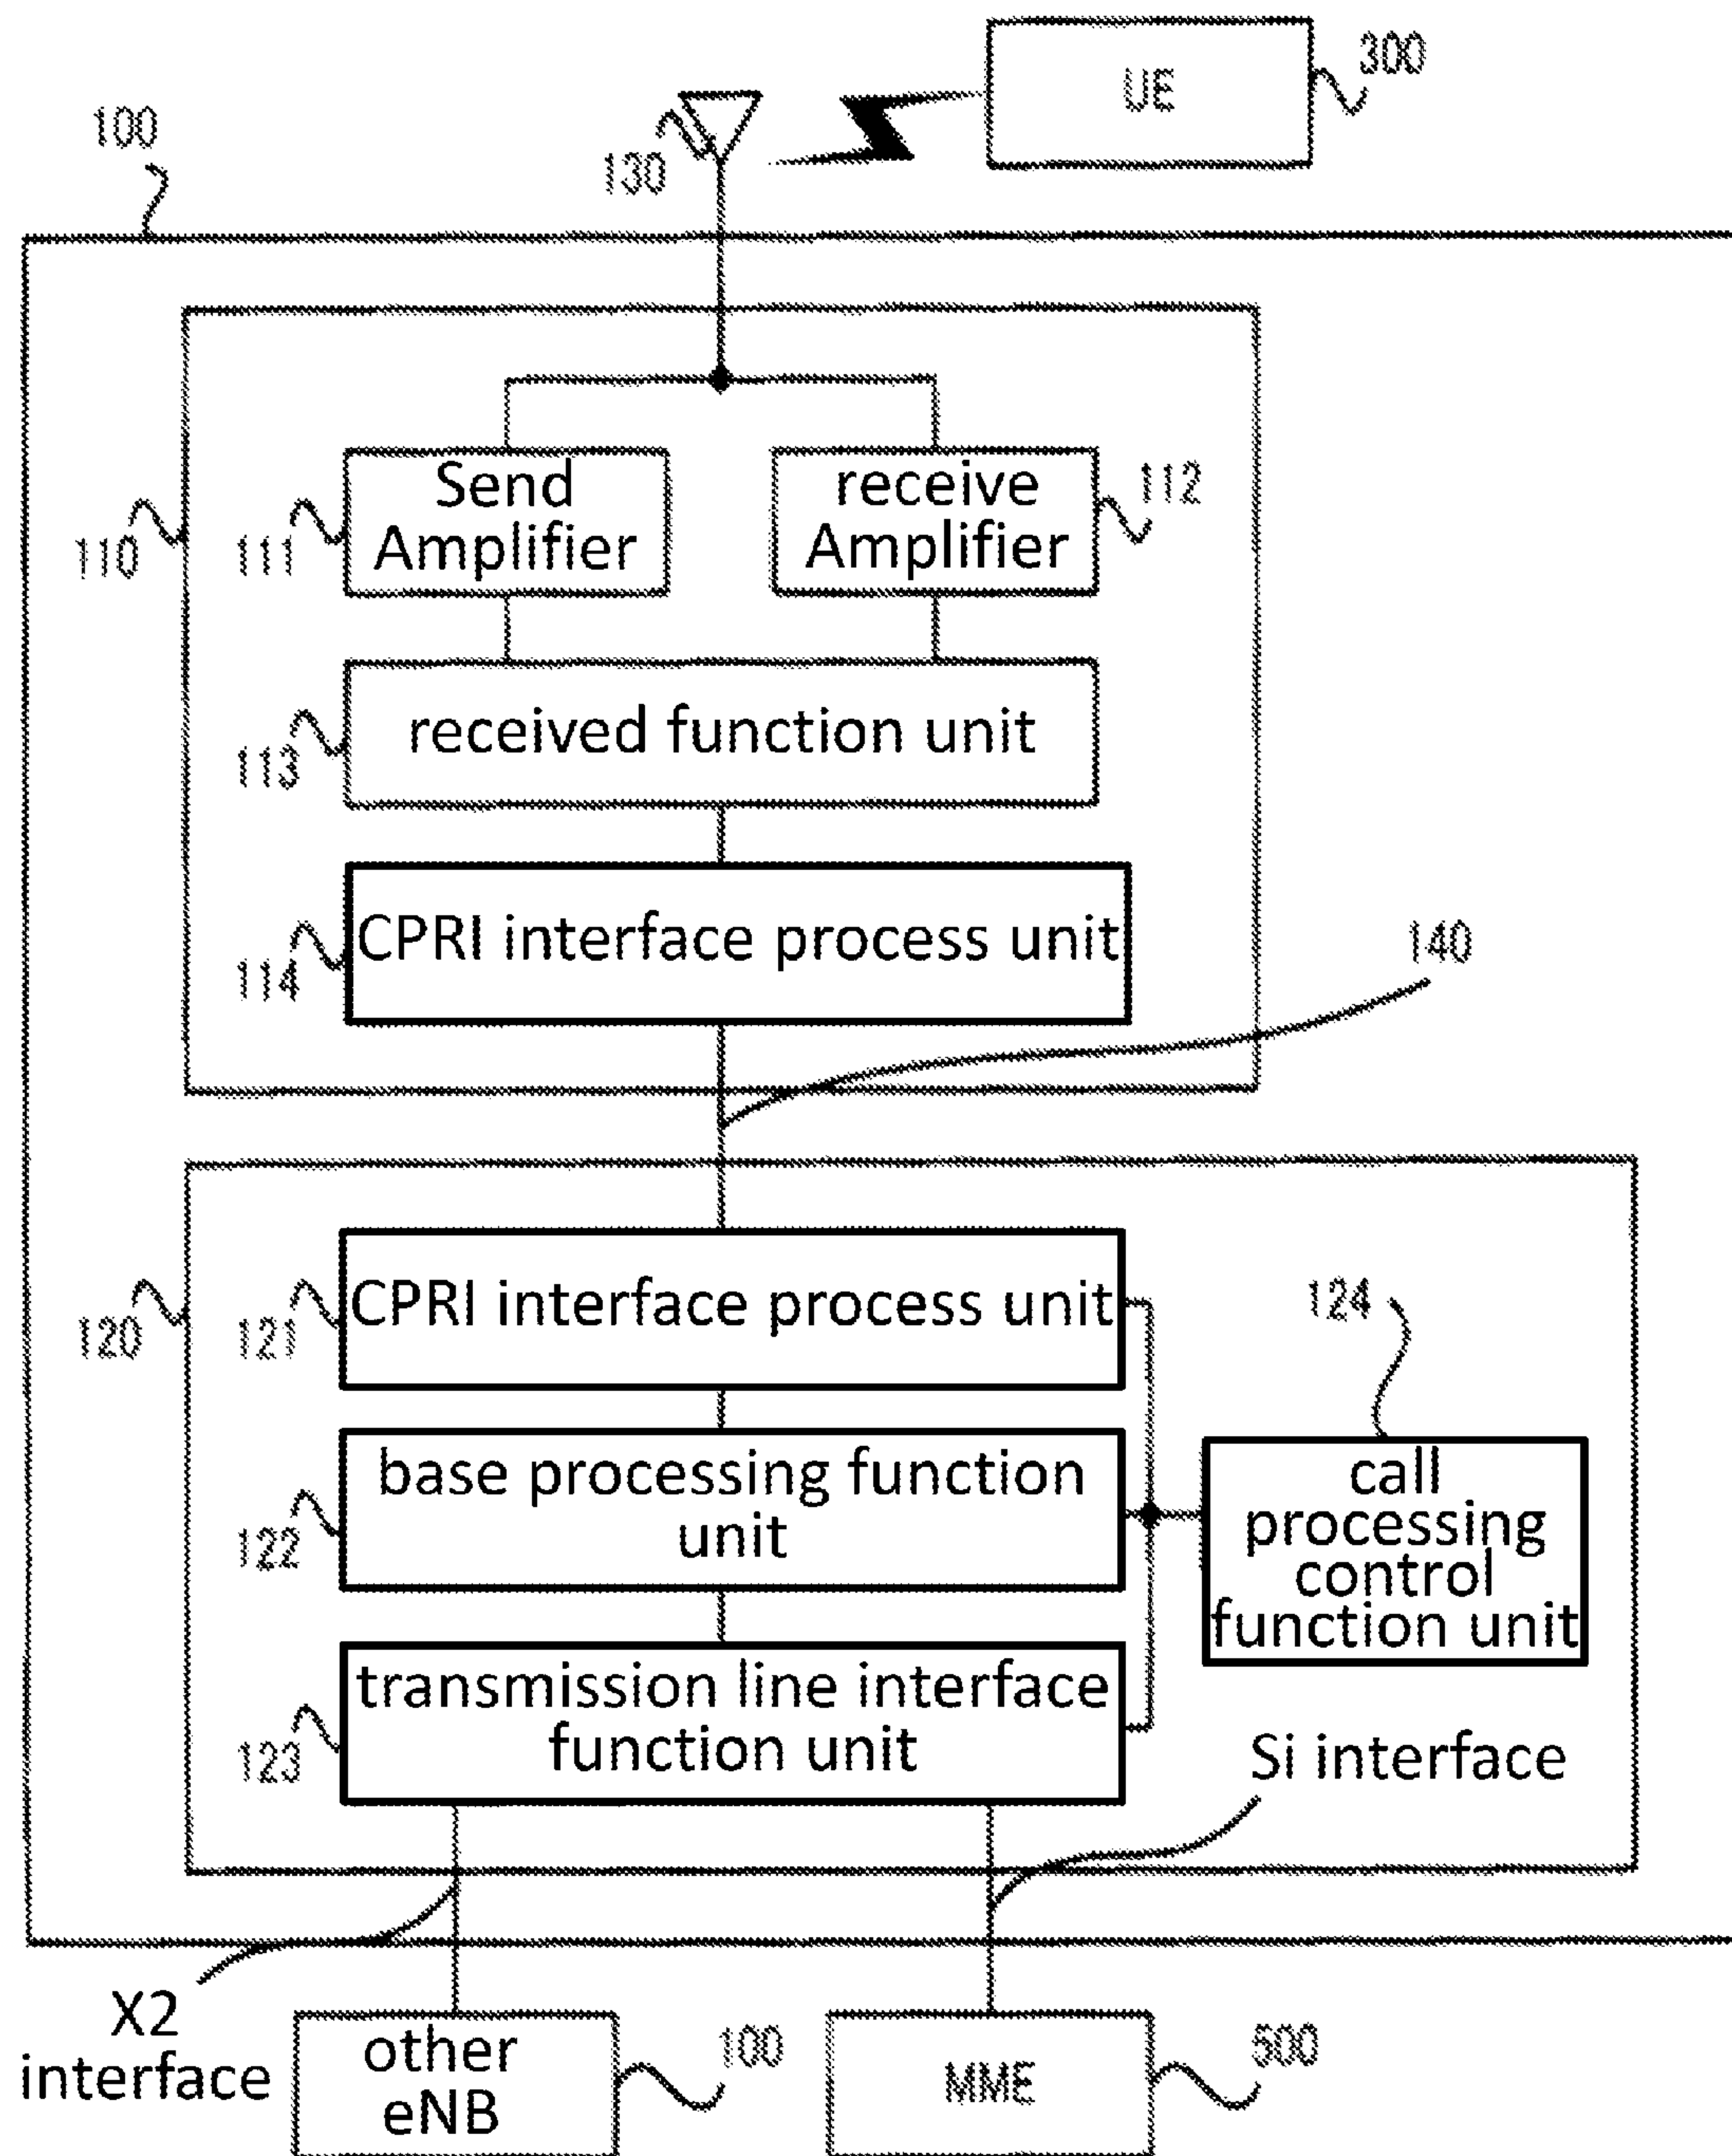 UE
300
100
130
Send
Amplifier
receive
Amplifier
112
110
111
received function unit
113
CPRI interface process unit
114
140
CPRI interface process unit
120
121
124
base processing function
unit
122
call
processing
control
function unit
transmission line interface
function unit
123
Si interface
X2
interface
other
eNB
100
MME
500